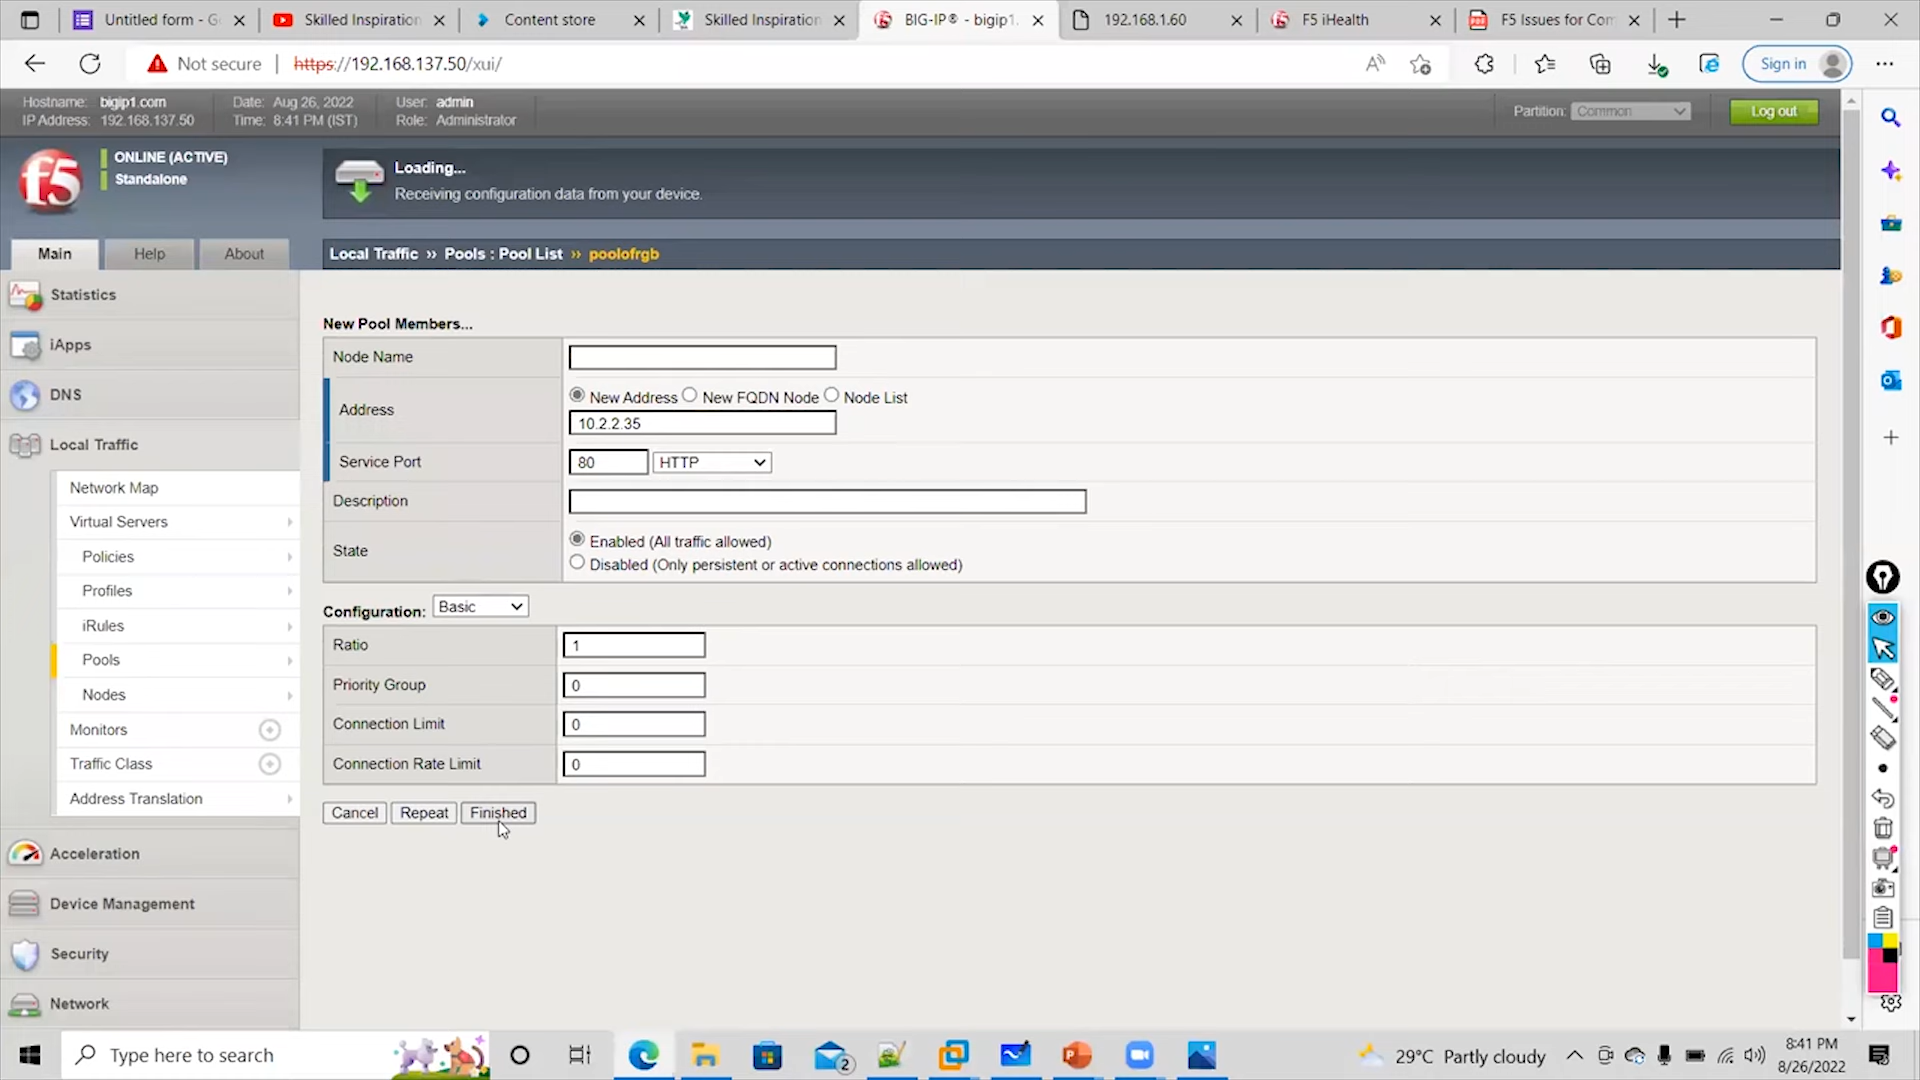 Untitled form - G
Skilled Inspiration
Content store
Skilled Inspiration
BIG-IP® - bigip1.
192.168.1.60
F5 iHealth
F5 Issues for Com
Not secure
https://192.168.137.50/xui/
Sign in
Hostname: bigip1.com
IP Address: 192.168.137.50
Date: Aug 26, 2022
Time: 8:41 PM (IST)
User: admin
Role: Administrator
Partition: Common
Log out
f5
ONLINE (ACTIVE)
Standalone
Loading...
Receiving configuration data from your device.
Main
Help
About
Local Traffic ›› Pools : Pool List ›› poolofrgb
Statistics
iApps
DNS
Local Traffic
Network Map
Virtual Servers
Policies
Profiles
iRules
Pools
Nodes
Monitors
Traffic Class
Address Translation
Acceleration
Device Management
Security
Network
New Pool Members...
Node Name
Address
New Address
New FQDN Node
Node List
10.2.2.35
Service Port
80
HTTP
Description
State
Enabled (All traffic allowed)
Disabled (Only persistent or active connections allowed)
Configuration: Basic
Ratio
1
Priority Group
0
Connection Limit
0
Connection Rate Limit
0
Cancel
Repeat
Finished
Type here to search
2
29°C Partly cloudy
8:41 PM
8/26/2022